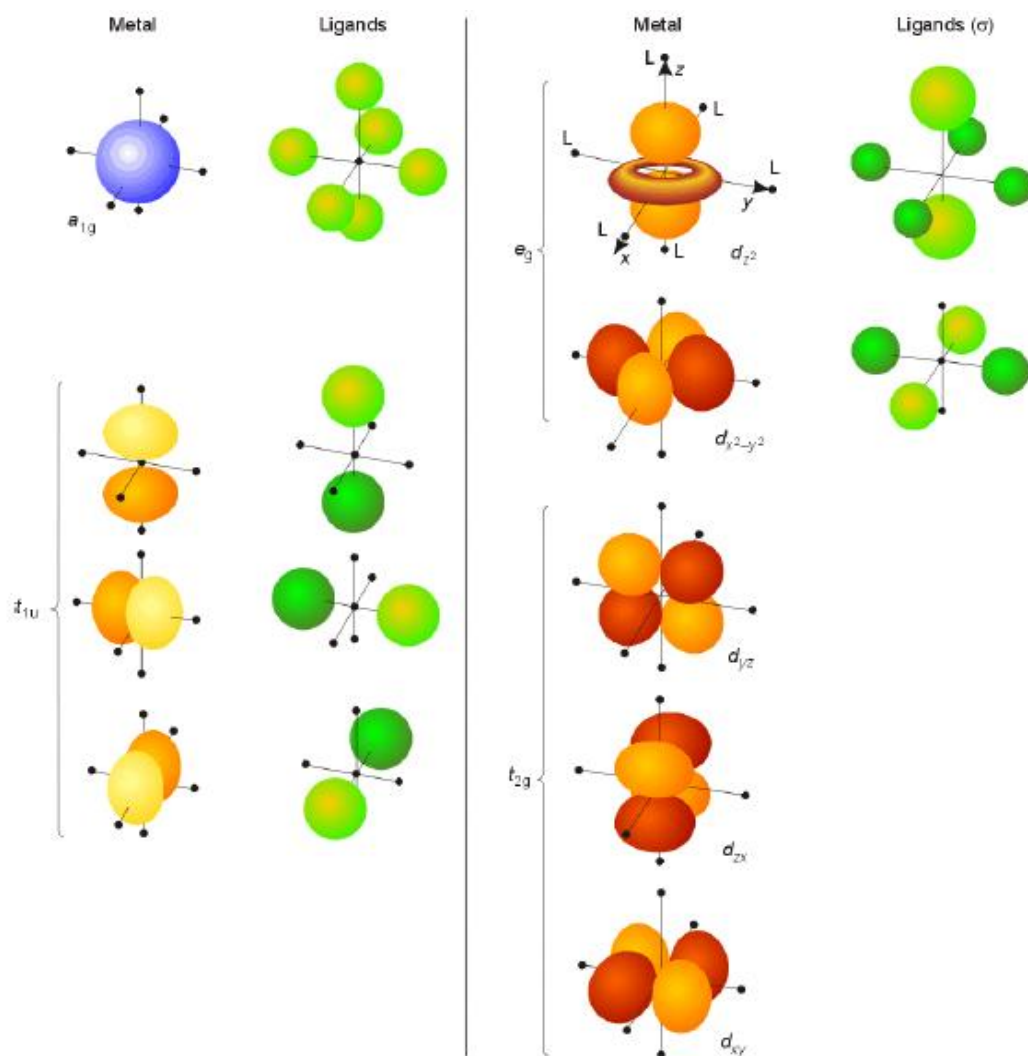 Metal Ligands
a1g
t1u
Metal Ligands (σ)
L z
L
L
L
y
L
x
L
eg
dz2
dx2–y2
dyz
t2g
dzx
dxy